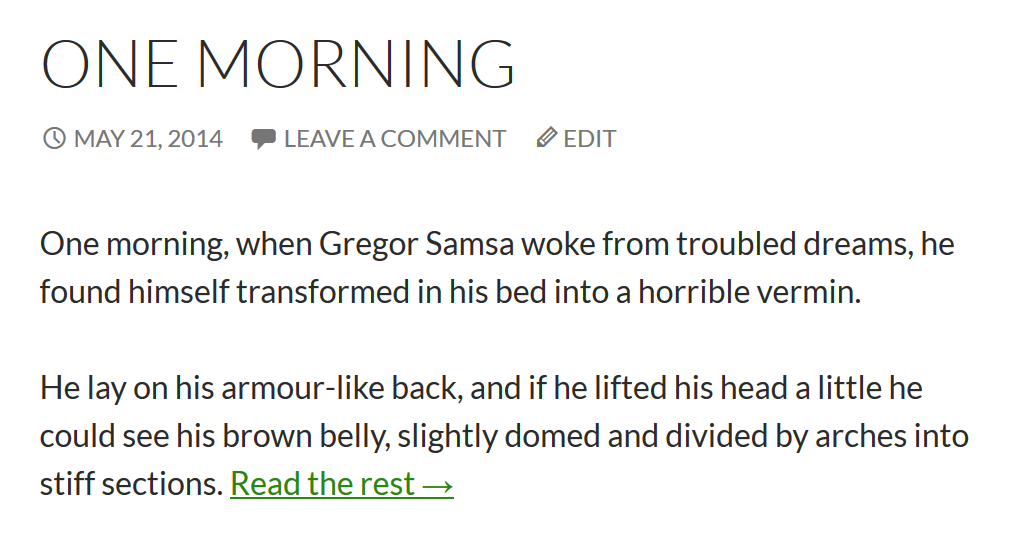 ONE MORNING
MAY 21, 2014 LEAVE A COMMENT EDIT
One morning, when Gregor Samsa woke from troubled dreams, he
found himself transformed in his bed into a horrible vermin.
He lay on his armour-like back, and if he lifted his head a little he
could see his brown belly, slightly domed and divided by arches into
stiff sections. Read the rest →